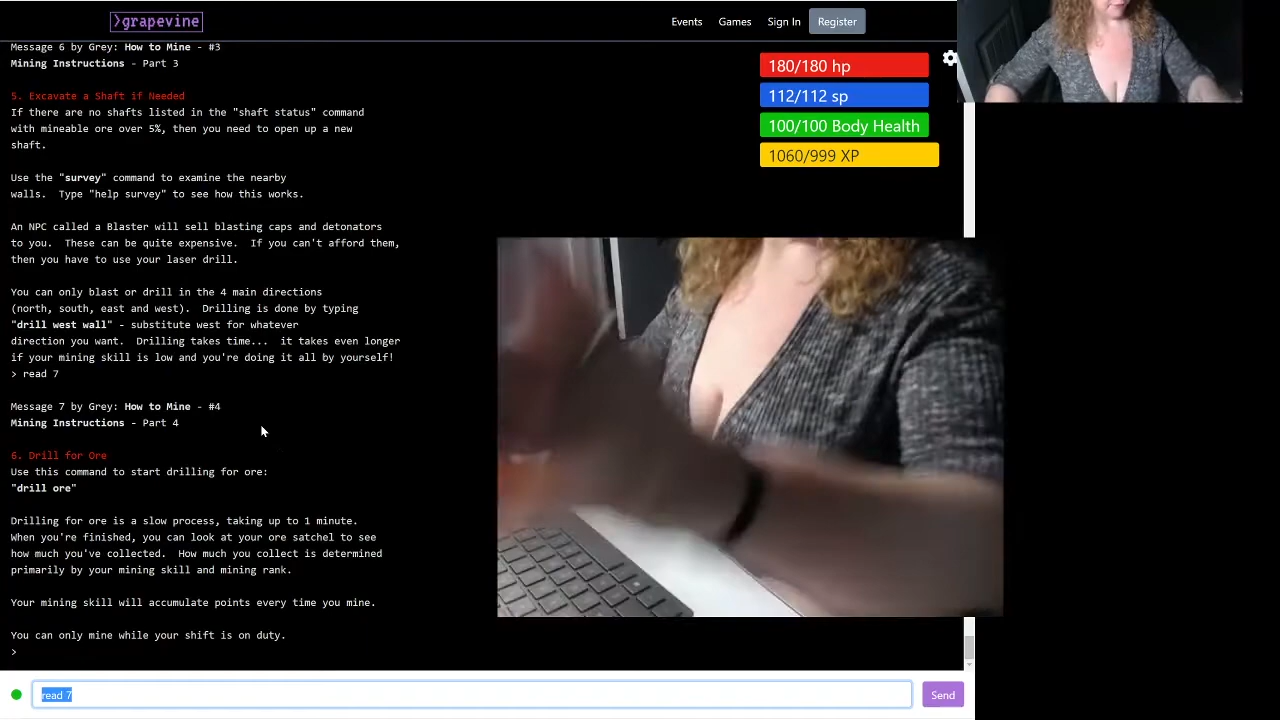 >grapevine
Events Games Sign In Register
Message 6 by Grey: How to Mine - #3
Mining Instructions - Part 3
5. Excavate a Shaft if Needed
If there are no shafts listed in the "shaft status" command
with mineable ore over 5%, then you need to open up a new
shaft.
Use the "survey" command to examine the nearby
walls.  Type "help survey" to see how this works.
An NPC called a Blaster will sell blasting caps and detonators
to you.  These can be quite expensive.  If you can't afford them,
then you have to use your laser drill.
You can only blast or drill in the 4 main directions
(north, south, east and west).  Drilling is done by typing
"drill west wall" - substitute west for whatever
direction you want.  Drilling takes time...  it takes even longer
if your mining skill is low and you're doing it all by yourself!
> read 7
Message 7 by Grey: How to Mine - #4
Mining Instructions - Part 4
6. Drill for Ore
Use this command to start drilling for ore:
"drill ore"
Drilling for ore is a slow process, taking up to 1 minute.
When you're finished, you can look at your ore satchel to see
how much you've collected.  How much you collect is determined
primarily by your mining skill and mining rank.
Your mining skill will accumulate points every time you mine.
You can only mine while your shift is on duty.
>
180/180 hp
112/112 sp
100/100 Body Health
1060/999 XP
read 7
Send